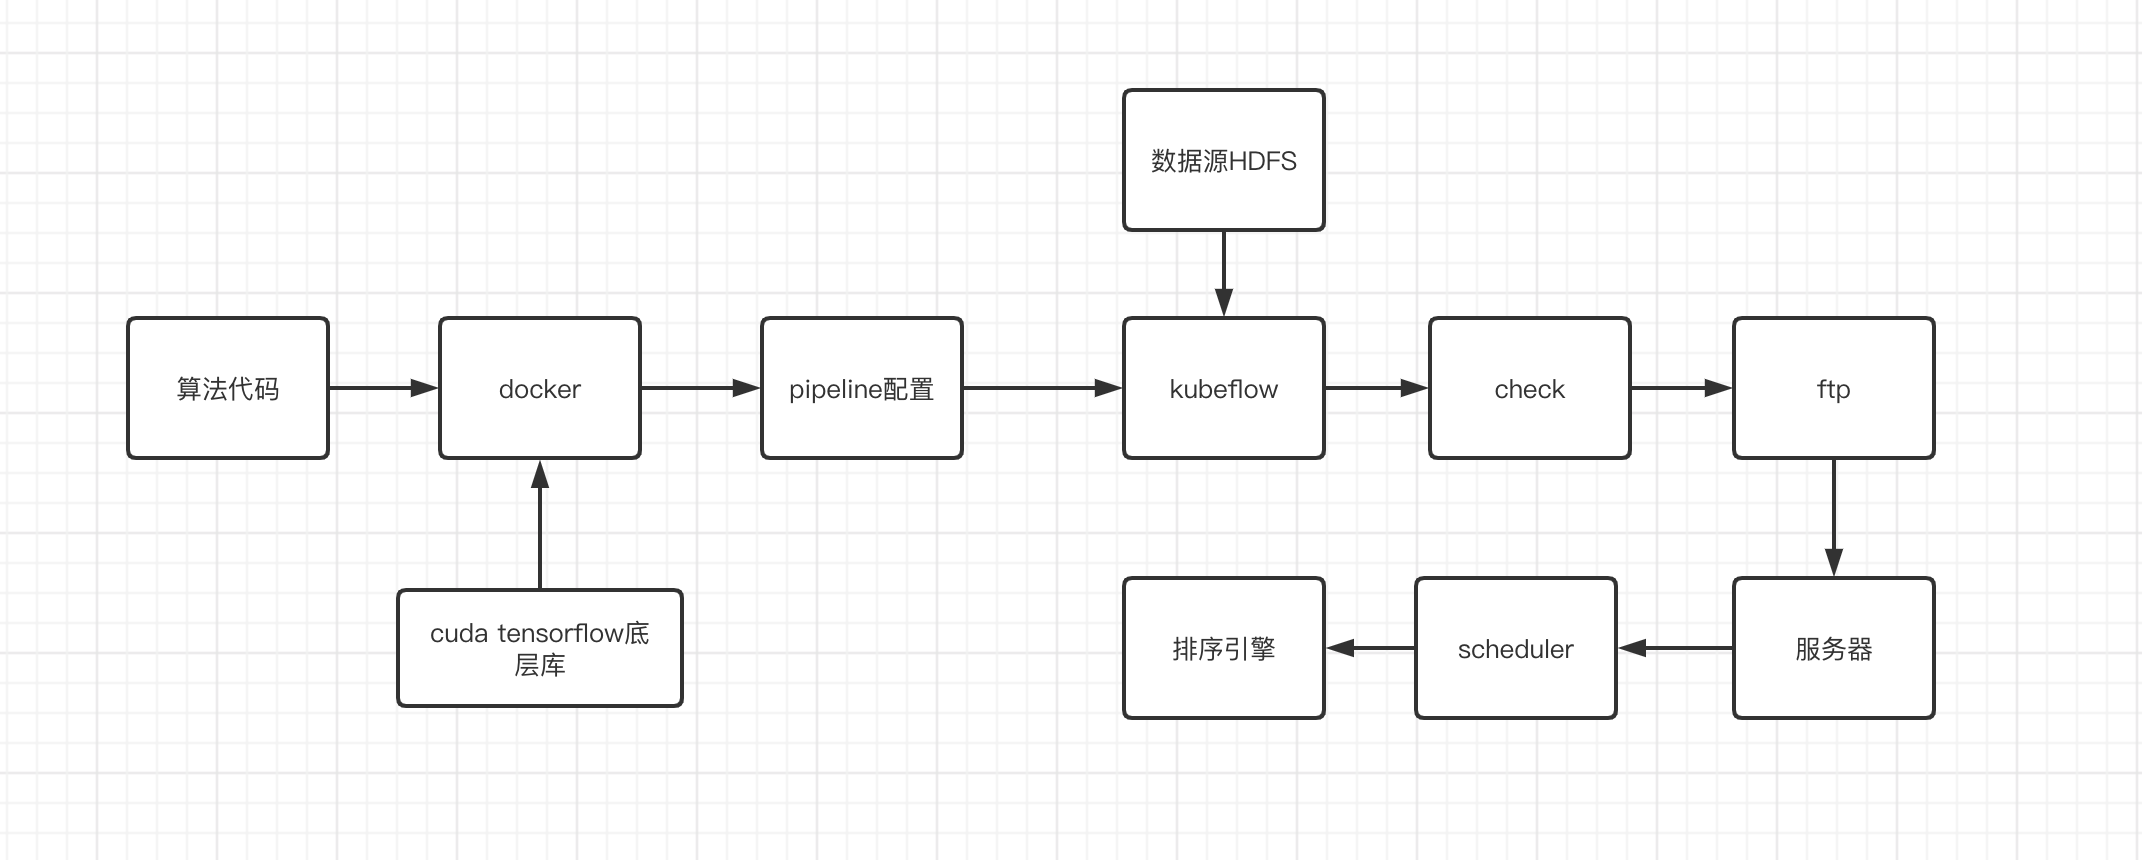 数据源HDFS
算法代码
docker
pipeline配置
kubeflow
check
ftp
cuda tensorflow底
层库
排序引擎
scheduler
服务器